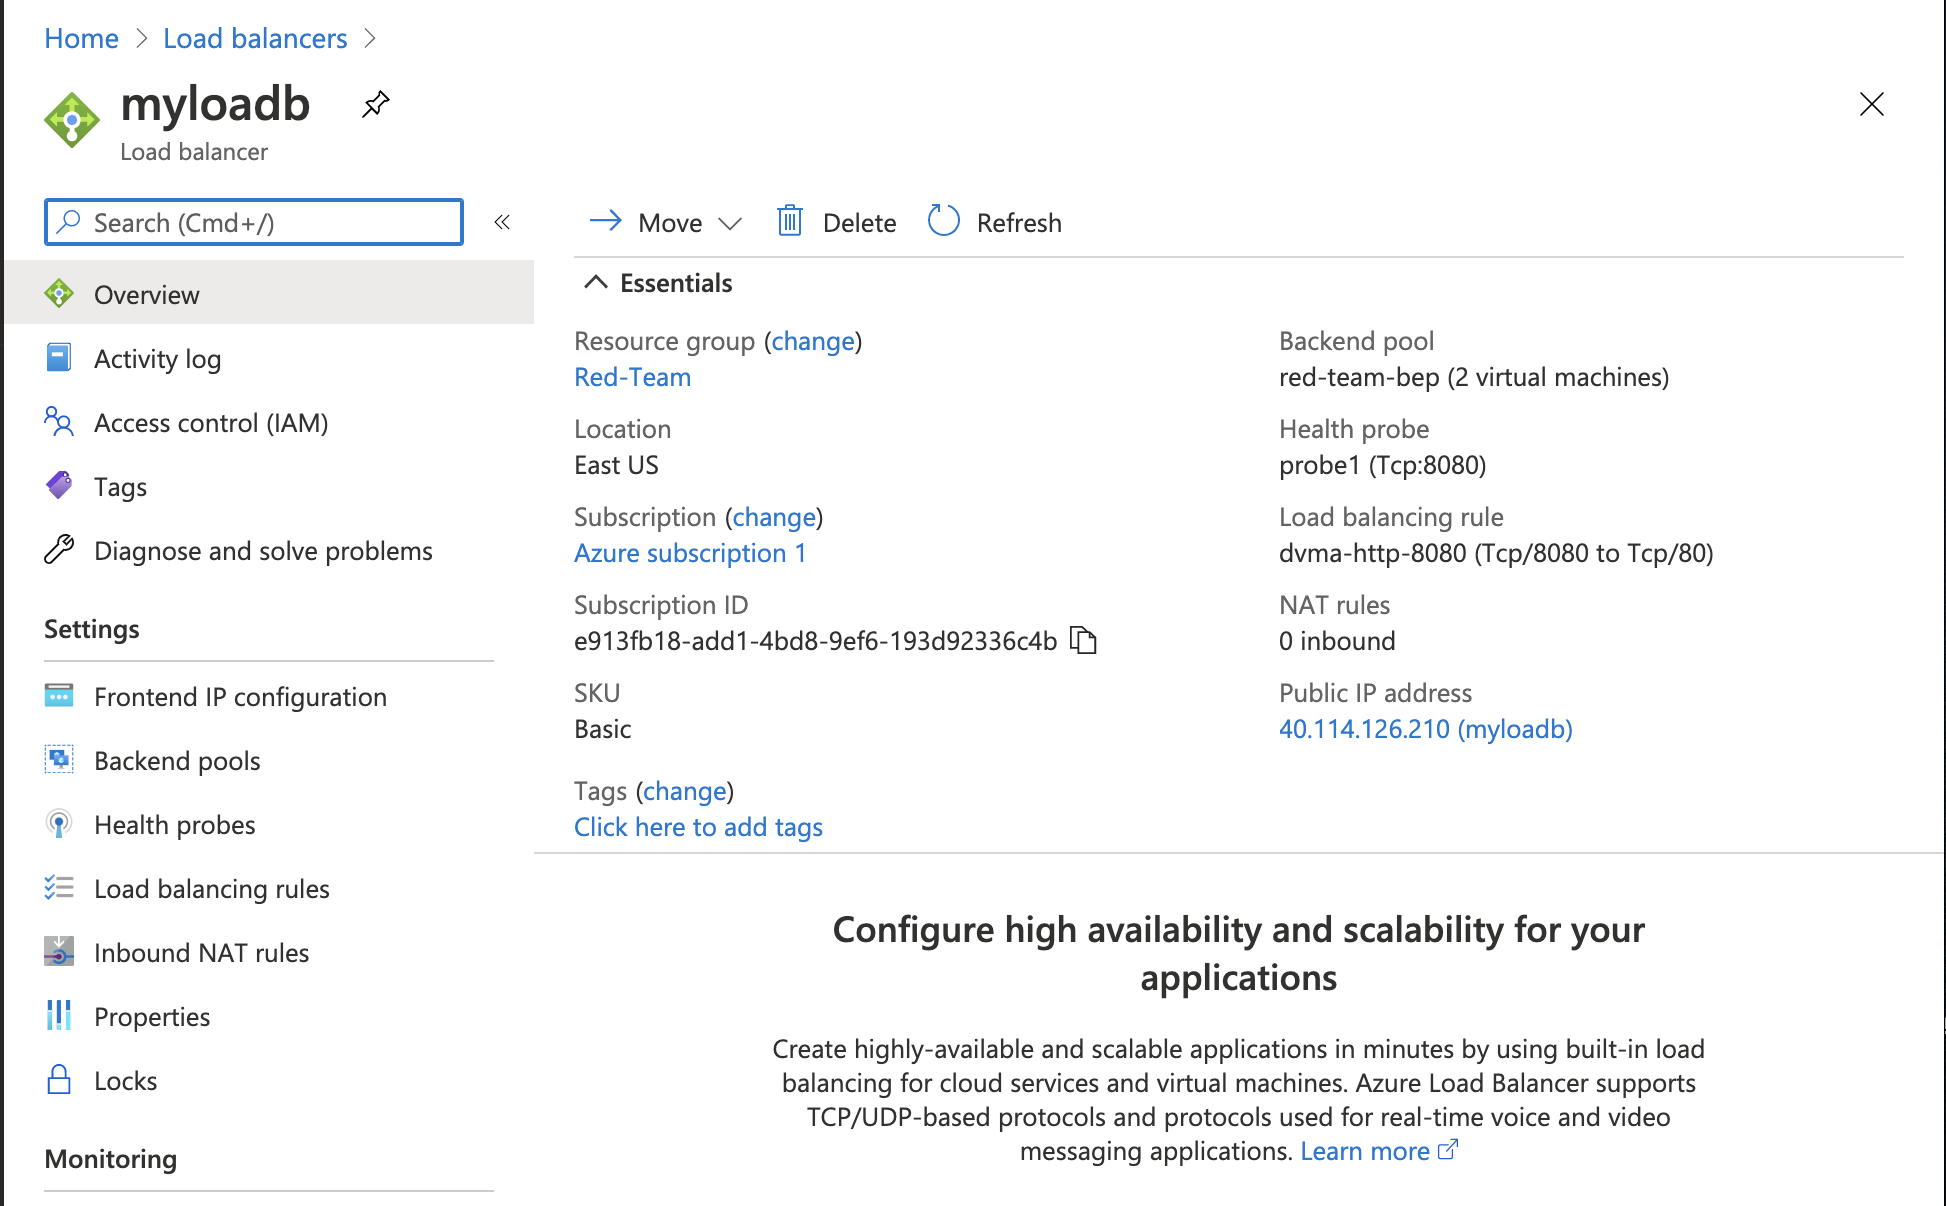 Home > Load balancers >
myloadb
Load balancer
Search (Cmd+/)
«
Overview
Activity log
Access control (IAM)
Tags
Diagnose and solve problems
Settings
Frontend IP configuration
Backend pools
Health probes
Load balancing rules
Inbound NAT rules
Properties
Locks
Monitoring
Move
Delete
Refresh
Essentials
Resource group (change)
Red-Team
Location
East US
Subscription (change)
Azure subscription 1
Subscription ID
e913fb18-add1-4bd8-9ef6-193d92336c4b
SKU
Basic
Tags (change)
Click here to add tags
Backend pool
red-team-bep (2 virtual machines)
Health probe
probe1 (Tcp:8080)
Load balancing rule
dvma-http-8080 (Tcp/8080 to Tcp/80)
NAT rules
0 inbound
Public IP address
40.114.126.210 (myloadb)
Configure high availability and scalability for your
applications
Create highly-available and scalable applications in minutes by using built-in load
balancing for cloud services and virtual machines. Azure Load Balancer supports
TCP/UDP-based protocols and protocols used for real-time voice and video
messaging applications. Learn more